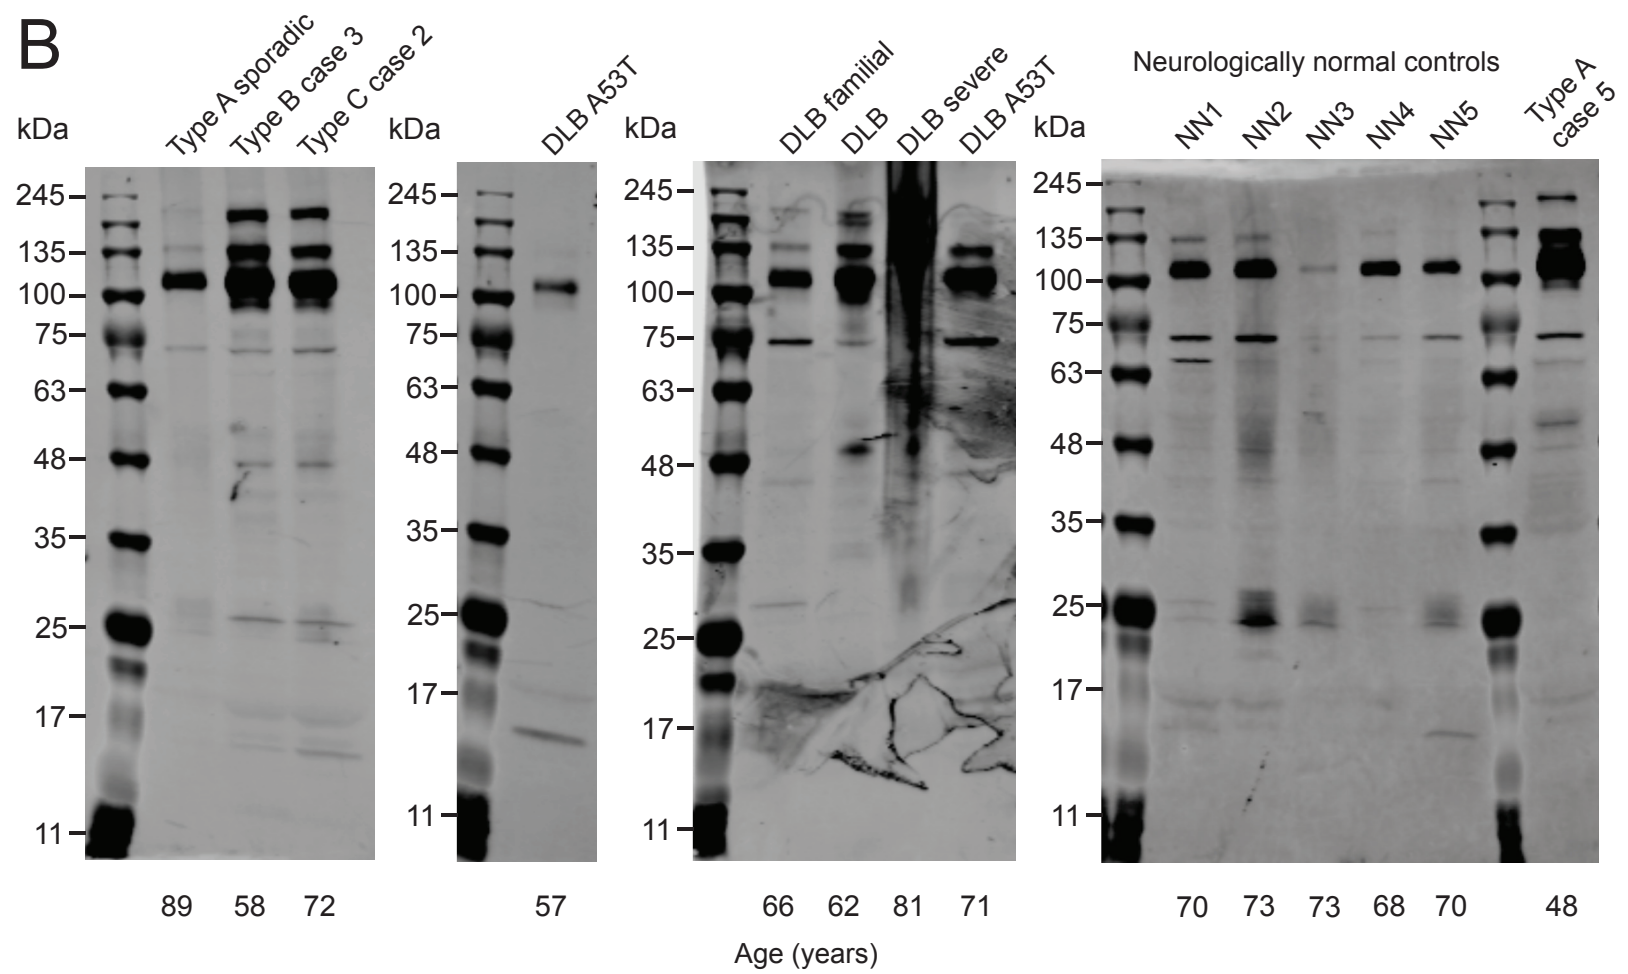 B
Type A sporadic
Type B case 3
Type C case 2
DLB A53T
DLB familial
DLB
DLB severe
DLB A53T
Neurologically normal controls
NN1
NN2
NN3
NN4
NN5
Type A
case 5
kDa
245
135
100
75
63
48
35
25
17
11
kDa
245
135
100
75
63
48
35
25
17
11
kDa
245
135
100
75
63
48
35
25
17
11
kDa
245
135
100
75
63
48
35
25
17
11
89 58 72 57 66 62 81 71 70 73 73 68 70 48
Age (years)